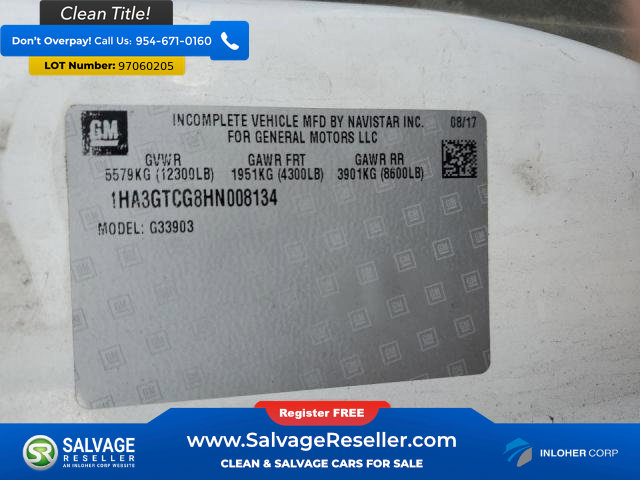 Clean Title!
Don't Overpay! Call Us: 954-671-0160
LOT Number: 97060205
GM
INCOMPLETE VEHICLE MFD BY NAVISTAR INC.
FOR GENERAL MOTORS LLC
08/17
GVWR GAWR FRT GAWR RR
5579KG (12300LB) 1951KG (4300LB) 3901KG (8600LB)
1HA3GTCG8HN008134
MODEL: G33903
Register FREE
SR SALVAGE
RESELLER
AN INLOHER CORP WEBSITE
www.SalvageReseller.com
CLEAN & SALVAGE CARS FOR SALE
INLOHER CORP